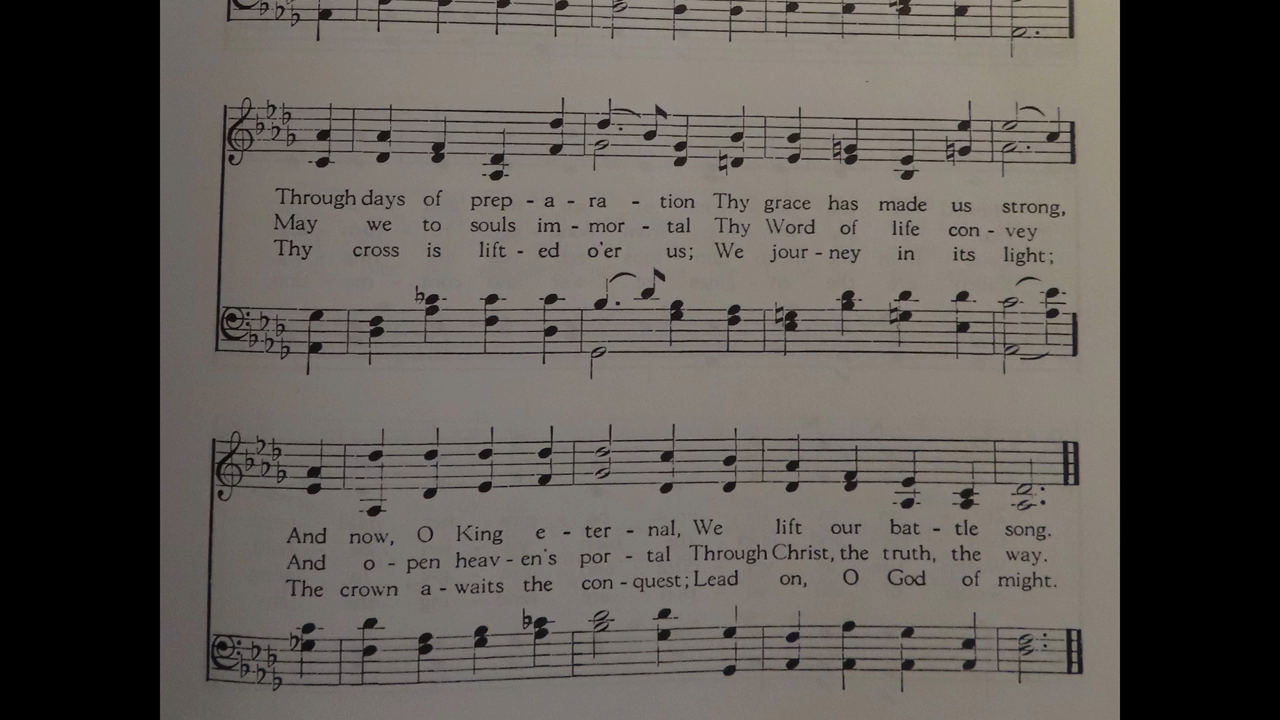 Through days of prep - a - ra - tion Thy grace has made us strong,
May we to souls im - mor - tal Thy Word of life con - vey
Thy cross is lift - ed o'er us; We jour - ney in its light;
And now, O King e - ter - nal, We lift our bat - tle song.
And o - pen heav - en's por - tal Through Christ, the truth, the way.
The crown a - waits the con - quest; Lead on, O God of might.